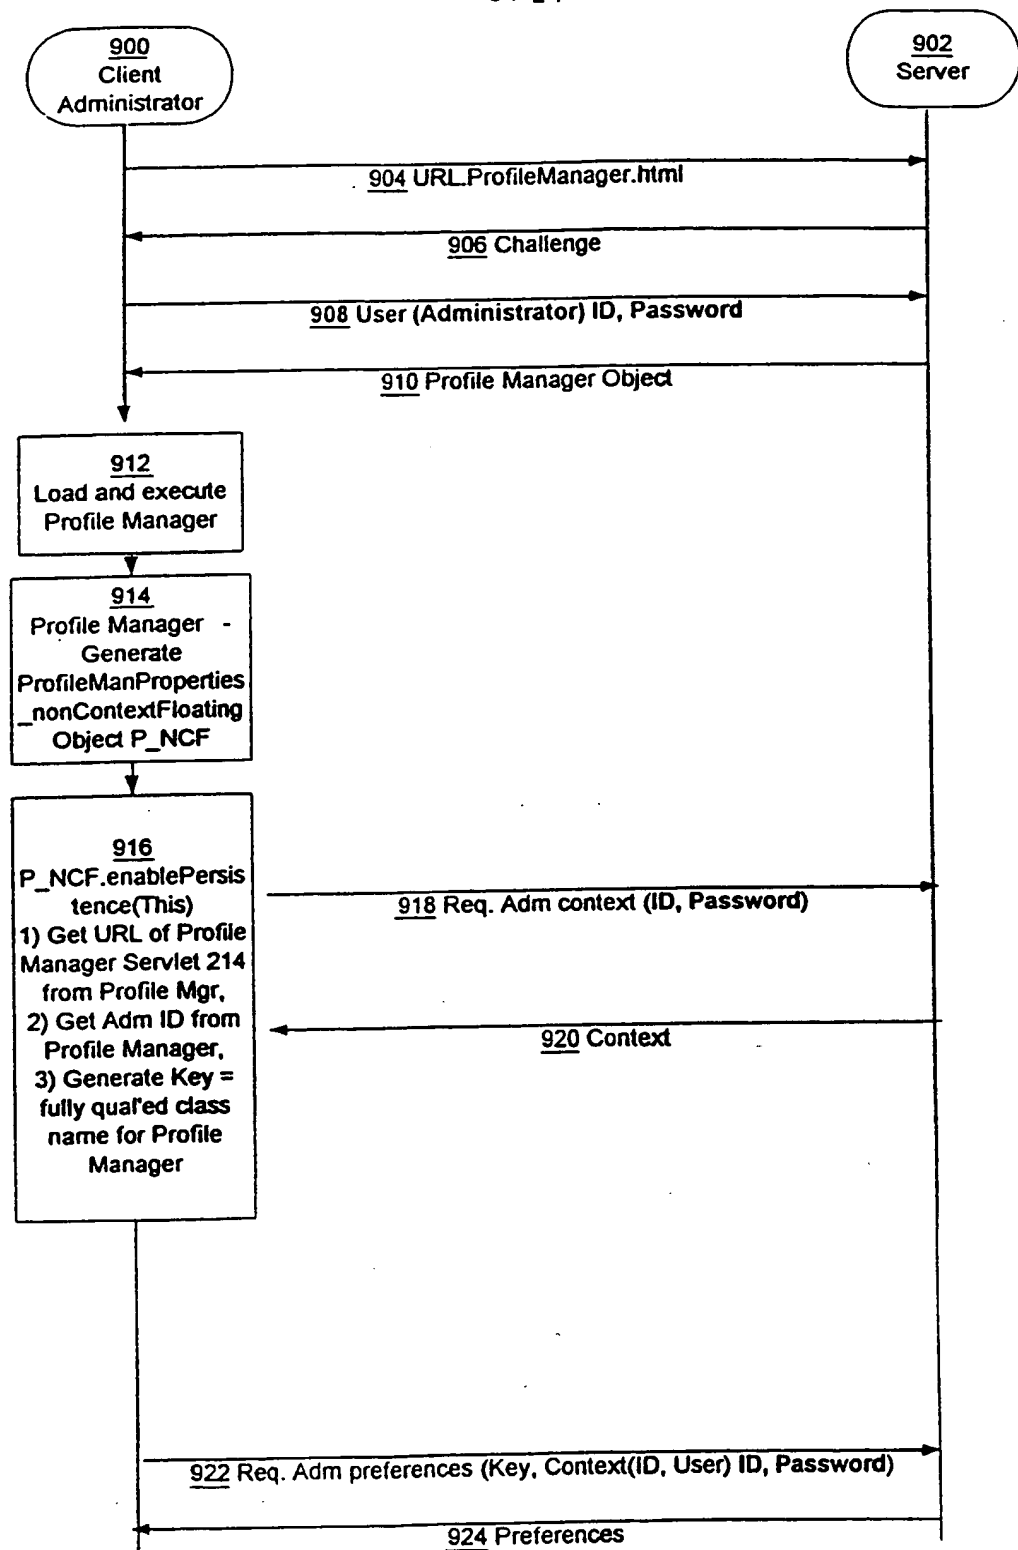 900
Client
Administrator
902
Server
904 URL.ProfileManager.html
906 Challenge
908 User (Administrator) ID, Password
910 Profile Manager Object
912
Load and execute
Profile Manager
914
Profile Manager -
Generate
ProfileManProperties
_nonContextFloating
Object P_NCF
916
P_NCF.enablePersis
tence(This)
1) Get URL of Profile
Manager Servlet 214
from Profile Mgr,
2) Get Adm ID from
Profile Manager,
3) Generate Key =
fully qual'ed class
name for Profile
Manager
918 Req. Adm context (ID, Password)
920 Context
922 Req. Adm preferences (Key, Context(ID, User) ID, Password)
924 Preferences